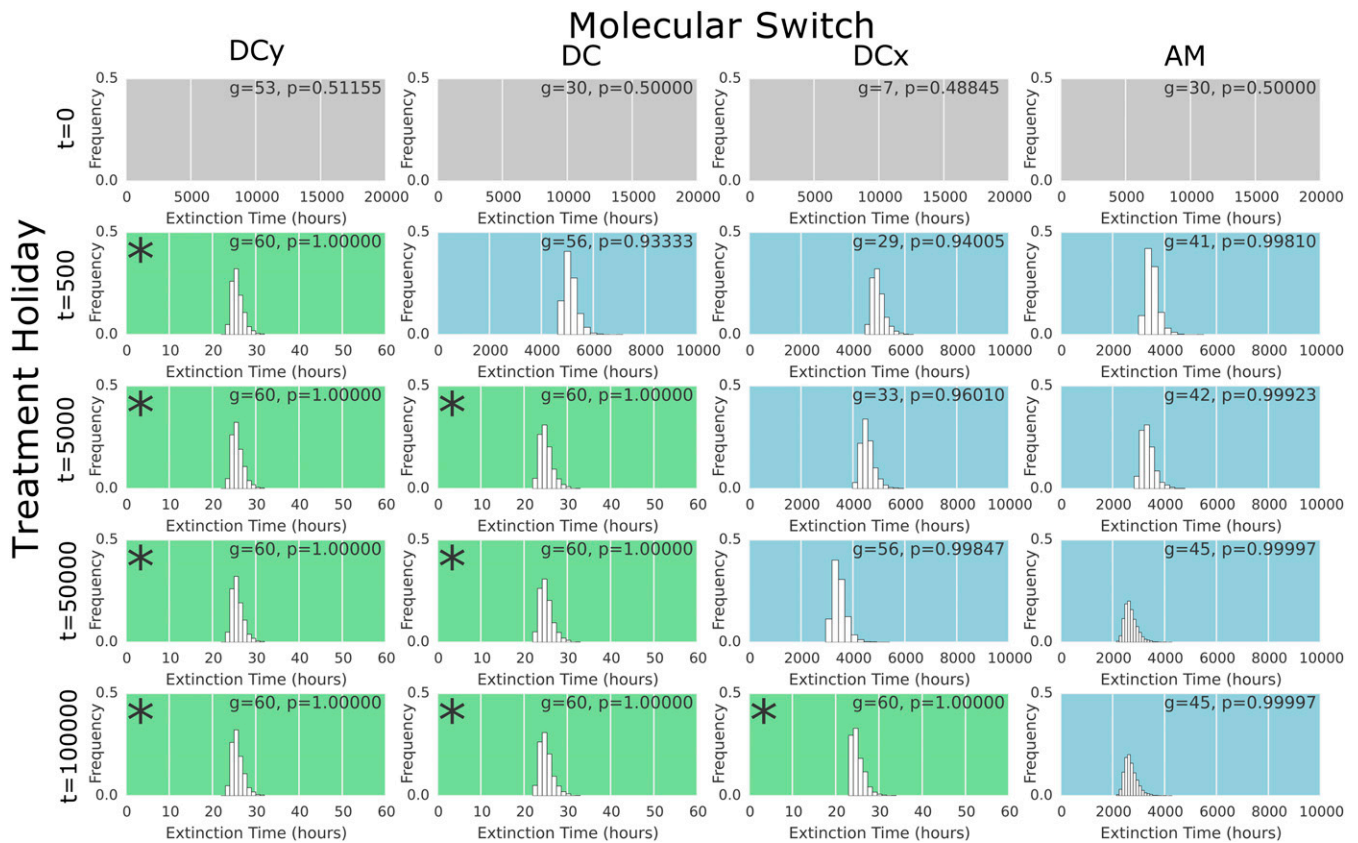 Molecular Switch
DCy DC DCx AM
Treatment Holiday
t=0
0.5 g=53, p=0.51155 0.5 g=30, p=0.50000 0.5 g=7, p=0.48845 0.5 g=30, p=0.50000
Frequency Frequency Frequency Frequency
0.0 0.0 0.0 0.0
0 5000 10000 15000 20000 0 5000 10000 15000 20000 0 5000 10000 15000 20000 0 5000 10000 15000 20000
Extinction Time (hours) Extinction Time (hours) Extinction Time (hours) Extinction Time (hours)
t=500
0.5 * g=60, p=1.00000 0.5 g=56, p=0.93333 0.5 g=29, p=0.94005 0.5 g=41, p=0.99810
Frequency Frequency Frequency Frequency
0.0 0.0 0.0 0.0
0 10 20 30 40 50 60 0 2000 4000 6000 8000 10000 0 2000 4000 6000 8000 10000 0 2000 4000 6000 8000 10000
Extinction Time (hours) Extinction Time (hours) Extinction Time (hours) Extinction Time (hours)
t=5000
0.5 * g=60, p=1.00000 0.5 * g=60, p=1.00000 0.5 g=33, p=0.96010 0.5 g=42, p=0.99923
Frequency Frequency Frequency Frequency
0.0 0.0 0.0 0.0
0 10 20 30 40 50 60 0 10 20 30 40 50 60 0 2000 4000 6000 8000 10000 0 2000 4000 6000 8000 10000
Extinction Time (hours) Extinction Time (hours) Extinction Time (hours) Extinction Time (hours)
t=50000
0.5 * g=60, p=1.00000 0.5 * g=60, p=1.00000 0.5 g=56, p=0.99847 0.5 g=45, p=0.99997
Frequency Frequency Frequency Frequency
0.0 0.0 0.0 0.0
0 10 20 30 40 50 60 0 10 20 30 40 50 60 0 2000 4000 6000 8000 10000 0 2000 4000 6000 8000 10000
Extinction Time (hours) Extinction Time (hours) Extinction Time (hours) Extinction Time (hours)
t=100000
0.5 * g=60, p=1.00000 0.5 * g=60, p=1.00000 0.5 * g=60, p=1.00000 0.5 g=45, p=0.99997
Frequency Frequency Frequency Frequency
0.0 0.0 0.0 0.0
0 10 20 30 40 50 60 0 10 20 30 40 50 60 0 10 20 30 40 50 60 0 2000 4000 6000 8000 10000
Extinction Time (hours) Extinction Time (hours) Extinction Time (hours) Extinction Time (hours)